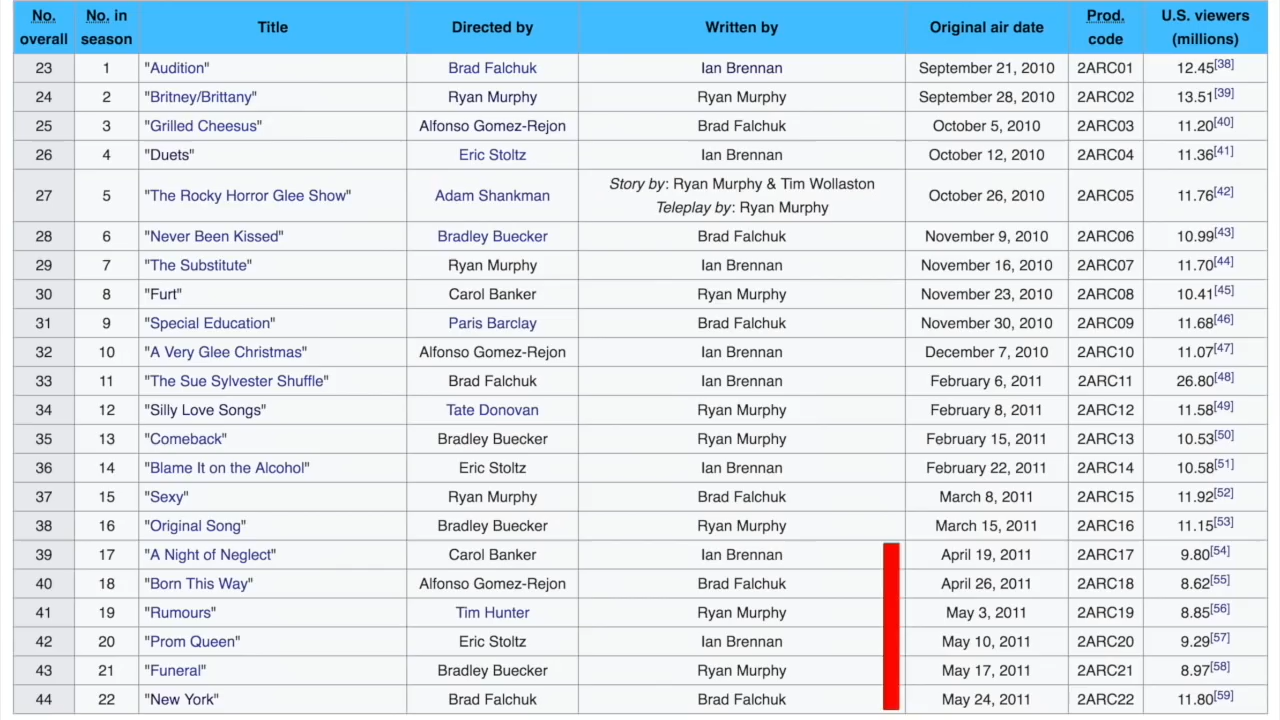 No. overall No. in season Title Directed by Written by Original air date Prod. code U.S. viewers (millions)
23 1 "Audition" Brad Falchuk Ian Brennan September 21, 2010 2ARC01 12.45[38]
24 2 "Britney/Brittany" Ryan Murphy Ryan Murphy September 28, 2010 2ARC02 13.51[39]
25 3 "Grilled Cheesus" Alfonso Gomez-Rejon Brad Falchuk October 5, 2010 2ARC03 11.20[40]
26 4 "Duets" Eric Stoltz Ian Brennan October 12, 2010 2ARC04 11.36[41]
27 5 "The Rocky Horror Glee Show" Adam Shankman Story by: Ryan Murphy & Tim Wollaston Teleplay by: Ryan Murphy October 26, 2010 2ARC05 11.76[42]
28 6 "Never Been Kissed" Bradley Buecker Brad Falchuk November 9, 2010 2ARC06 10.99[43]
29 7 "The Substitute" Ryan Murphy Ian Brennan November 16, 2010 2ARC07 11.70[44]
30 8 "Furt" Carol Banker Ryan Murphy November 23, 2010 2ARC08 10.41[45]
31 9 "Special Education" Paris Barclay Brad Falchuk November 30, 2010 2ARC09 11.68[46]
32 10 "A Very Glee Christmas" Alfonso Gomez-Rejon Ian Brennan December 7, 2010 2ARC10 11.07[47]
33 11 "The Sue Sylvester Shuffle" Brad Falchuk Ian Brennan February 6, 2011 2ARC11 26.80[48]
34 12 "Silly Love Songs" Tate Donovan Ryan Murphy February 8, 2011 2ARC12 11.58[49]
35 13 "Comeback" Bradley Buecker Ryan Murphy February 15, 2011 2ARC13 10.53[50]
36 14 "Blame It on the Alcohol" Eric Stoltz Ian Brennan February 22, 2011 2ARC14 10.58[51]
37 15 "Sexy" Ryan Murphy Brad Falchuk March 8, 2011 2ARC15 11.92[52]
38 16 "Original Song" Bradley Buecker Ryan Murphy March 15, 2011 2ARC16 11.15[53]
39 17 "A Night of Neglect" Carol Banker Ian Brennan April 19, 2011 2ARC17 9.80[54]
40 18 "Born This Way" Alfonso Gomez-Rejon Brad Falchuk April 26, 2011 2ARC18 8.62[55]
41 19 "Rumours" Tim Hunter Ryan Murphy May 3, 2011 2ARC19 8.85[56]
42 20 "Prom Queen" Eric Stoltz Ian Brennan May 10, 2011 2ARC20 9.29[57]
43 21 "Funeral" Bradley Buecker Ryan Murphy May 17, 2011 2ARC21 8.97[58]
44 22 "New York" Brad Falchuk Brad Falchuk May 24, 2011 2ARC22 11.80[59]